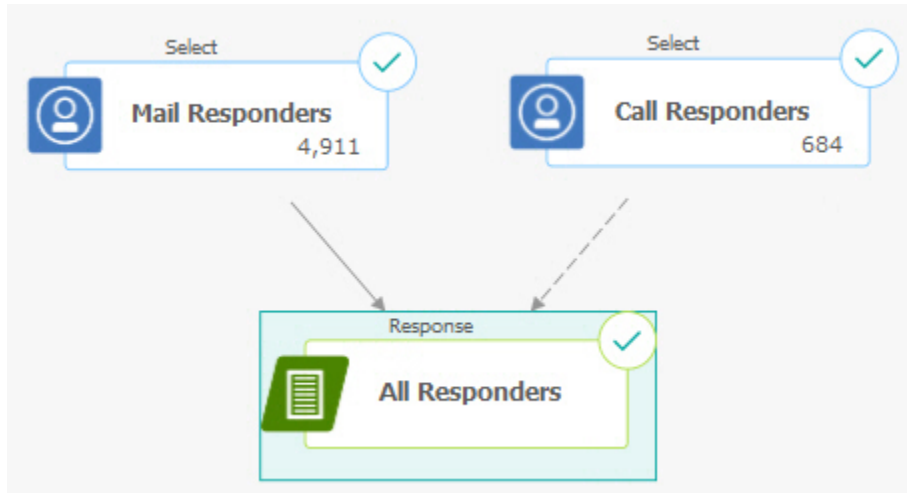 Select
Mail Responders
4,911
Select
Call Responders
684
Response
All Responders